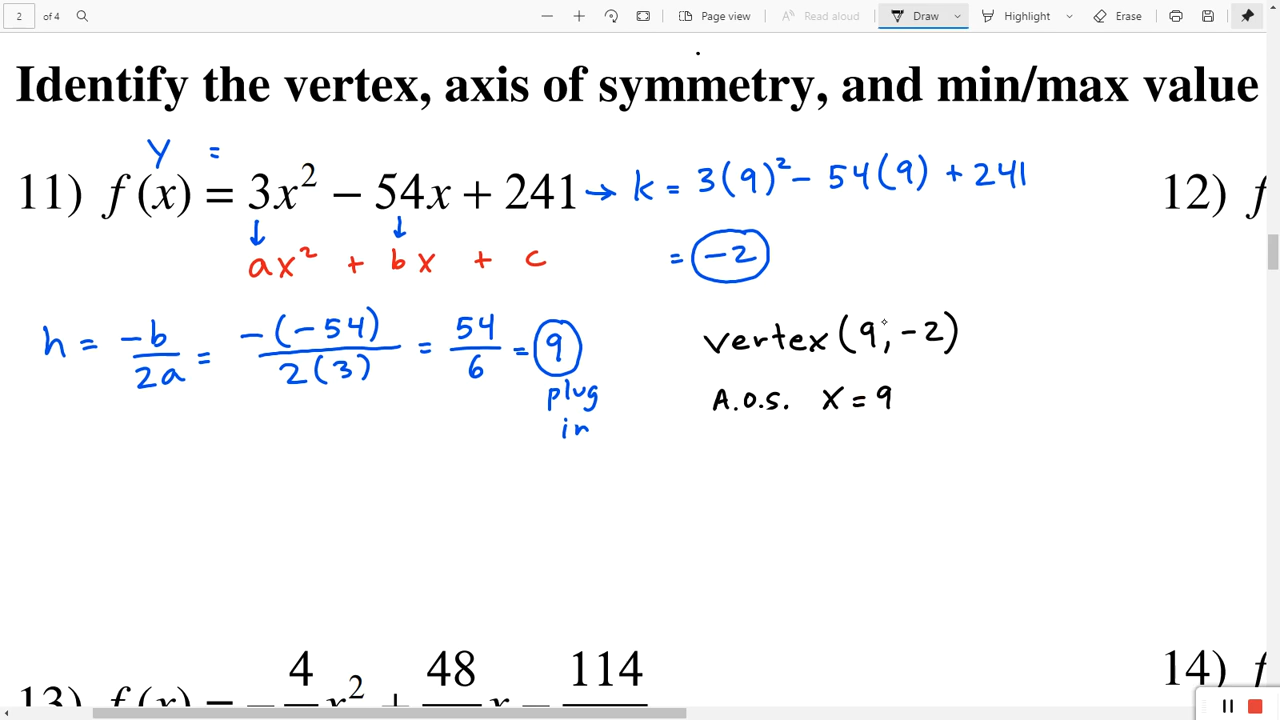 2 of 4 Page view Read aloud Draw Highlight Erase
Identify the vertex, axis of symmetry, and min/max value
y =
11) f(x) = 3x² − 54x + 241 → k = 3(9)² − 54(9) + 241
12) f
ax² + bx + c
= −2
h = −b/2a = −(−54)/2(3) = 54/6 = 9
plug
in
vertex (9, −2)
A.O.S. x = 9
13) f(x) = − 4 x² + 48 x − 114
14) f